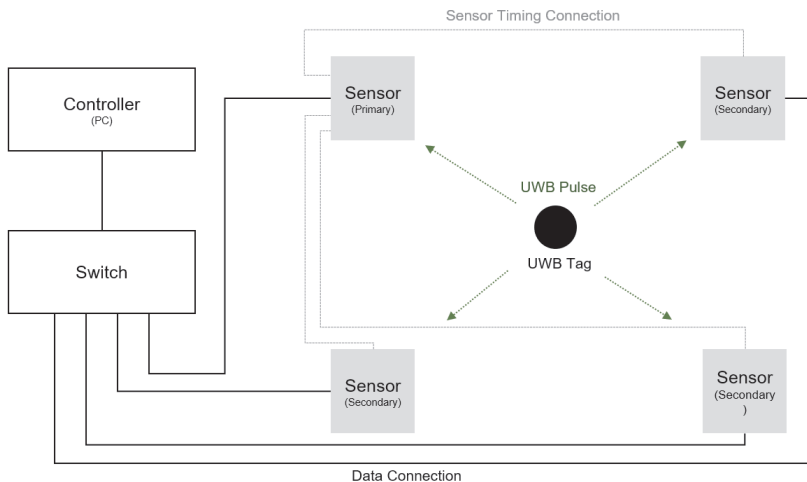 Sensor Timing Connection
Controller
(PC)
Sensor
(Primary)
Sensor
(Secondary)
UWB Pulse
UWB Tag
Switch
Sensor
(Secondary)
Sensor
(Secondary
)
Data Connection